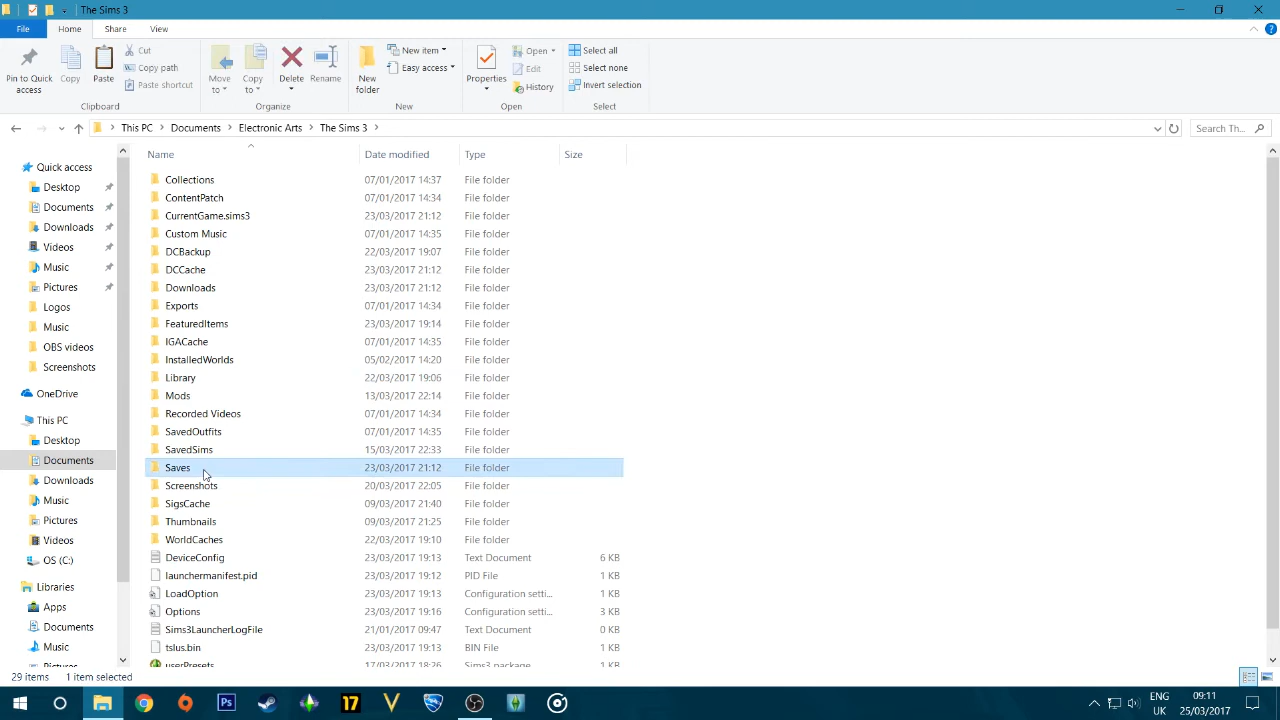 The Sims 3
File Home Share View
Pin to Quick access
Copy
Paste
Cut
Copy path
Paste shortcut
Clipboard
Move to
Copy to
Delete
Rename
Organize
New folder
New item
Easy access
New
Properties
Open
Edit
History
Open
Select all
Select none
Invert selection
Select
This PC Documents Electronic Arts The Sims 3
Search Th...
Quick access
Desktop
Documents
Downloads
Videos
Music
Pictures
Logos
Music
OBS videos
Screenshots
OneDrive
This PC
Desktop
Documents
Downloads
Music
Pictures
Videos
OS (C:)
Libraries
Apps
Documents
Music
Pictures
Name Date modified Type Size
Collections 07/01/2017 14:37 File folder
ContentPatch 07/01/2017 14:34 File folder
CurrentGame.sims3 23/03/2017 21:12 File folder
Custom Music 07/01/2017 14:35 File folder
DCBackup 22/03/2017 19:07 File folder
DCCache 23/03/2017 21:12 File folder
Downloads 23/03/2017 21:12 File folder
Exports 07/01/2017 14:34 File folder
FeaturedItems 23/03/2017 19:14 File folder
IGACache 07/01/2017 14:35 File folder
InstalledWorlds 05/02/2017 14:20 File folder
Library 22/03/2017 19:06 File folder
Mods 13/03/2017 22:14 File folder
Recorded Videos 07/01/2017 14:34 File folder
SavedOutfits 07/01/2017 14:35 File folder
SavedSims 15/03/2017 22:33 File folder
Saves 23/03/2017 21:12 File folder
Screenshots 20/03/2017 22:05 File folder
SigsCache 09/03/2017 21:40 File folder
Thumbnails 09/03/2017 21:25 File folder
WorldCaches 22/03/2017 19:10 File folder
DeviceConfig 23/03/2017 19:13 Text Document 6 KB
launchermanifest.pid 23/03/2017 19:12 PID File 1 KB
LoadOption 23/03/2017 19:13 Configuration setti... 1 KB
Options 23/03/2017 19:16 Configuration setti... 3 KB
Sims3LauncherLogFile 21/01/2017 09:47 Text Document 0 KB
tslus.bin 23/03/2017 19:13 BIN File 1 KB
userPresets 17/03/2017 18:26 Sims3 package 1 KB
29 items 1 item selected
Ps
17
V
ENG
UK
09:11
25/03/2017